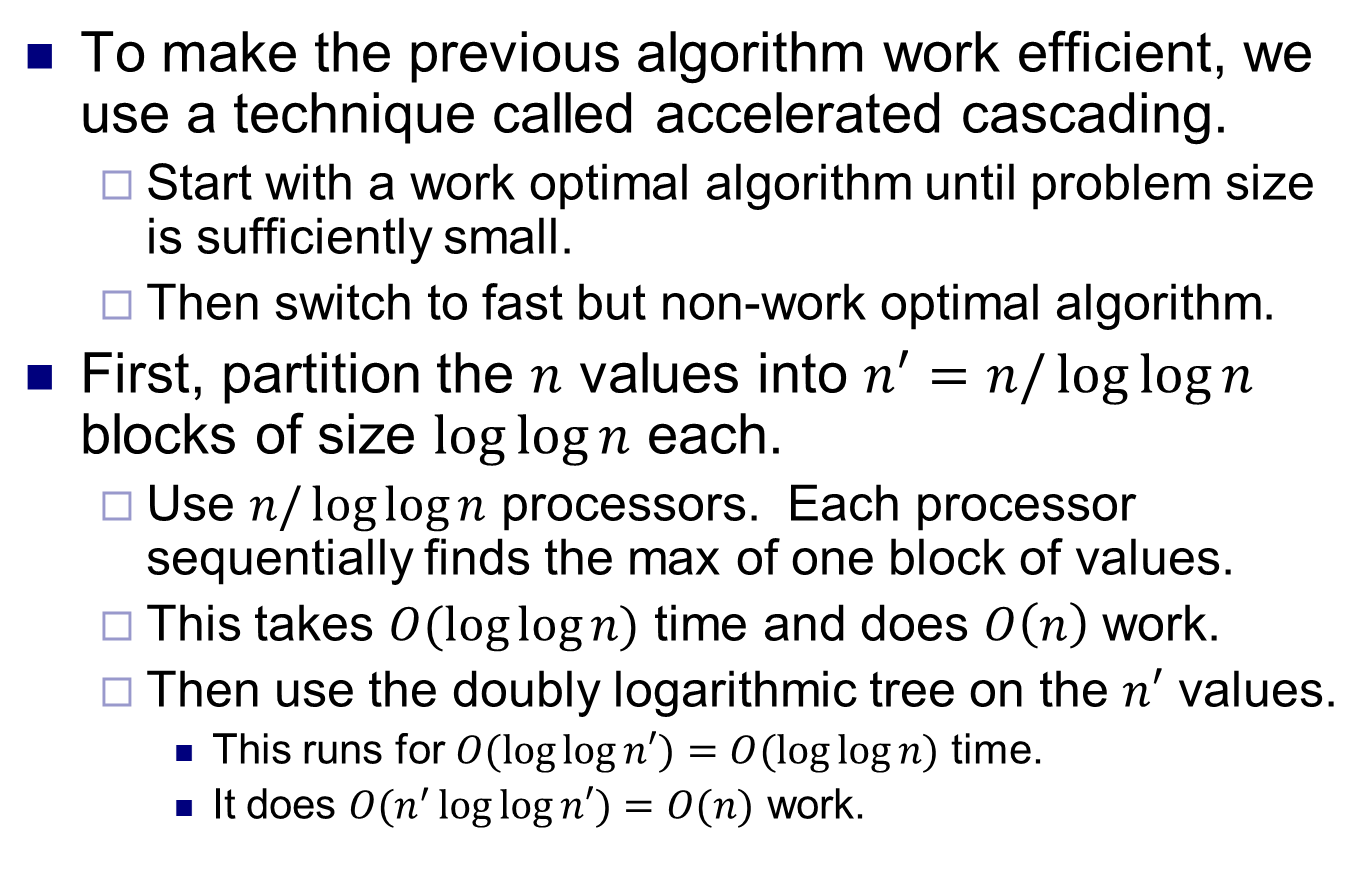 To make the previous algorithm work efficient, we
use a technique called accelerated cascading.
Start with a work optimal algorithm until problem size
is sufficiently small.
Then switch to fast but non-work optimal algorithm.
First, partition the n values into n′ = n/ log log n
blocks of size log log n each.
Use n/ log log n processors. Each processor
sequentially finds the max of one block of values.
This takes O(log log n) time and does O(n) work.
Then use the doubly logarithmic tree on the n′ values.
This runs for O(log log n′) = O(log log n) time.
It does O(n′ log log n′) = O(n) work.